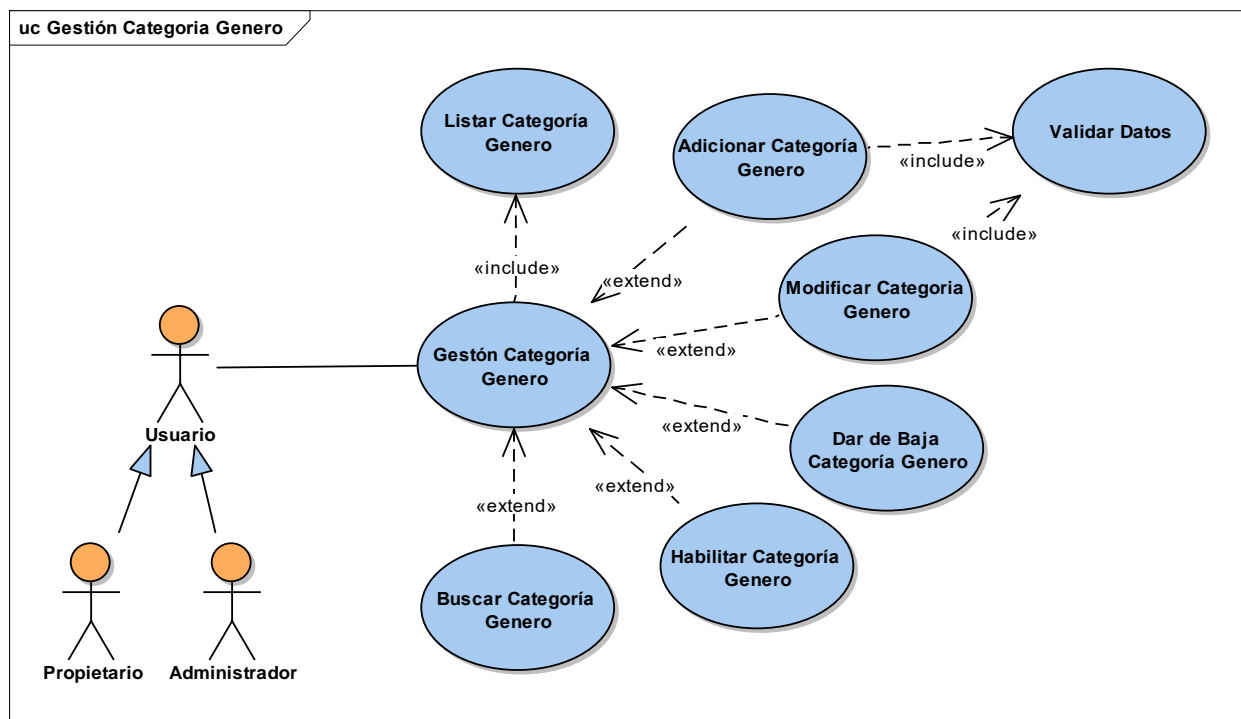 uc Gestión Categoria Genero
Listar Categoría
Genero
Adicionar Categoría
Genero
Validar Datos
«include»
«include»
«include»
«extend»
Modificar Categoria
Genero
Gestón Categoría
Genero
«extend»
Usuario
«extend»
Dar de Baja
Categoría Genero
«extend»
«extend»
Habilitar Categoría
Genero
Buscar Categoría
Genero
Propietario
Administrador